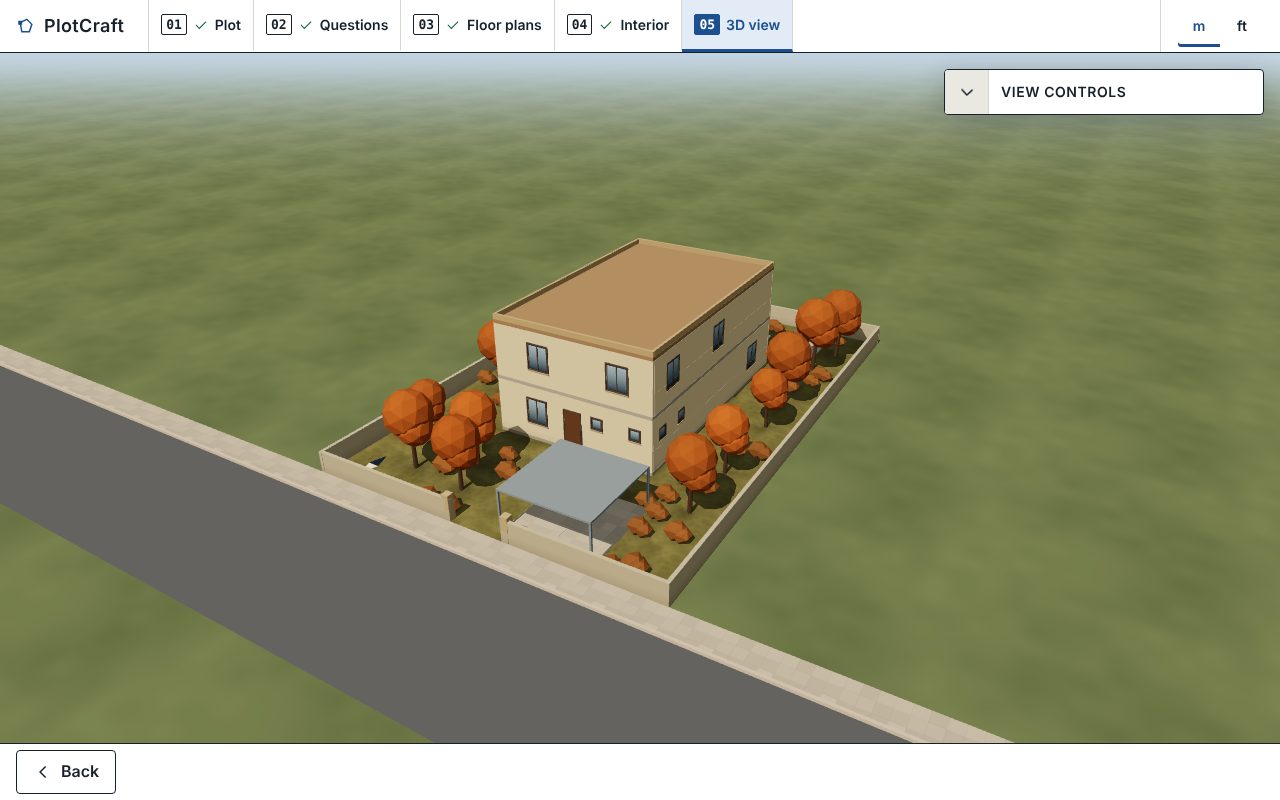 PlotCraft
01 Plot
02 Questions
03 Floor plans
04 Interior
05 3D view
m
ft
VIEW CONTROLS
Back